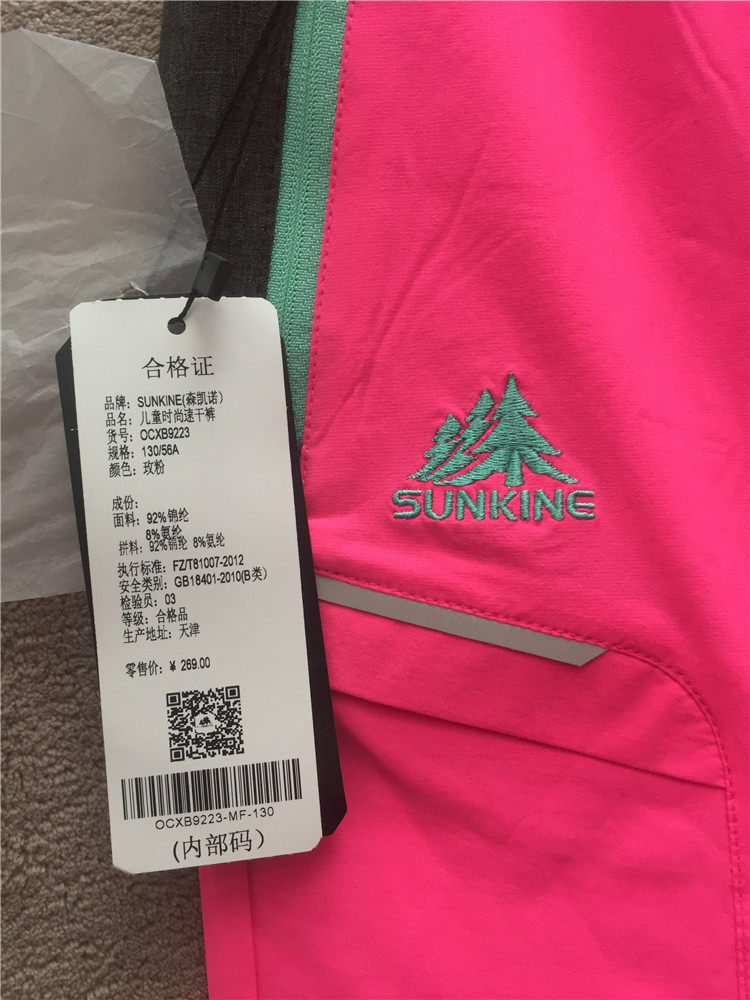 合格证
品牌: SUNKINE(森凯诺)
品名: 儿童时尚速干裤
货号: OCXB9223
规格: 130/56A
颜色: 玫粉
成份:
面料: 92%锦纶
8%氨纶
拼料: 92%锦纶 8%氨纶
执行标准: FZ/T81007-2012
安全类别: GB18401-2010(B类)
检验员: 03
等级: 合格品
生产地址: 天津
零售价: ¥ 269.00
OCXB9223-MF-130
(内部码)
SUNKINE